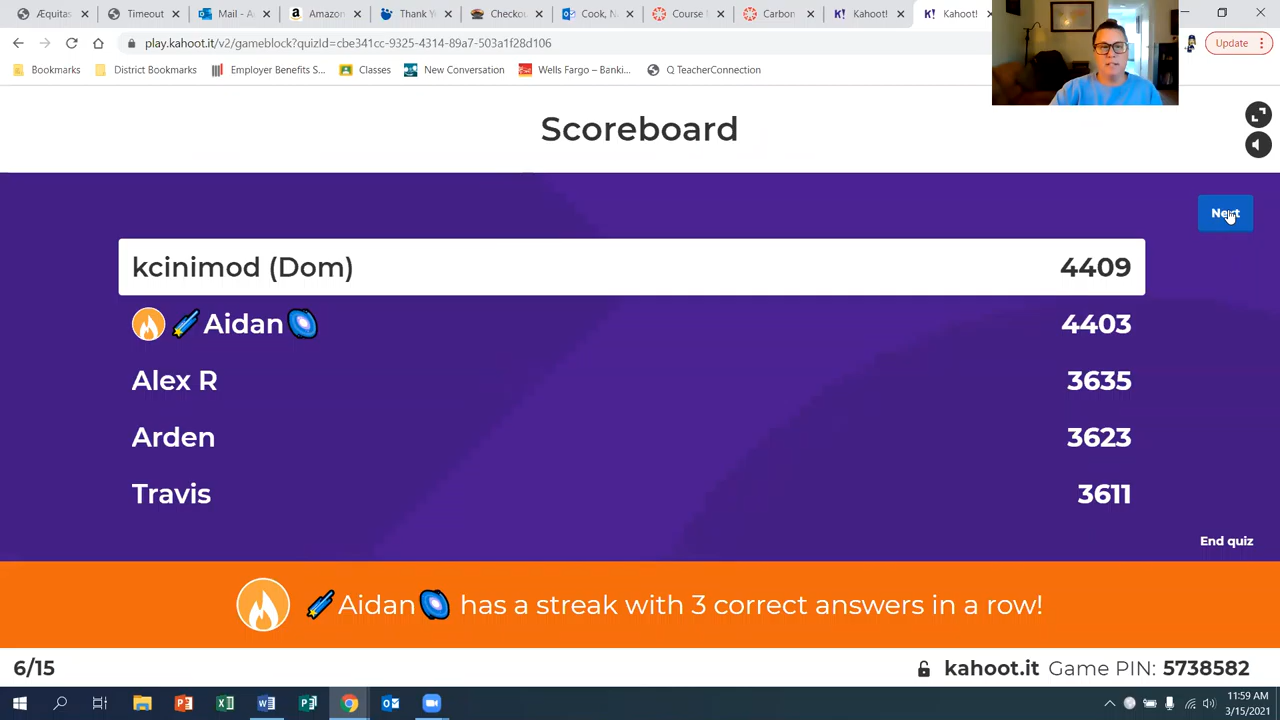 Æquitas
Timeout
Mail - A
Amazon
Thank Y
Checkou
Cook, N
Course M
Carbon
Kahoot!
Kahoot!
play.kahoot.it/v2/gameblock?quizId=cbe341cc-9225-4314-89a7-503a1f28d106
Update
Bookmarks
District Bookmarks
Employer Benefits S...
Classes
New Conversation
Wells Fargo – Banki...
Q TeacherConnection
Scoreboard
Next
kcinimod (Dom) 4409
Aidan 4403
Alex R 3635
Arden 3623
Travis 3611
End quiz
Aidan has a streak with 3 correct answers in a row!
6/15
kahoot.it Game PIN: 5738582
11:59 AM
3/15/2021